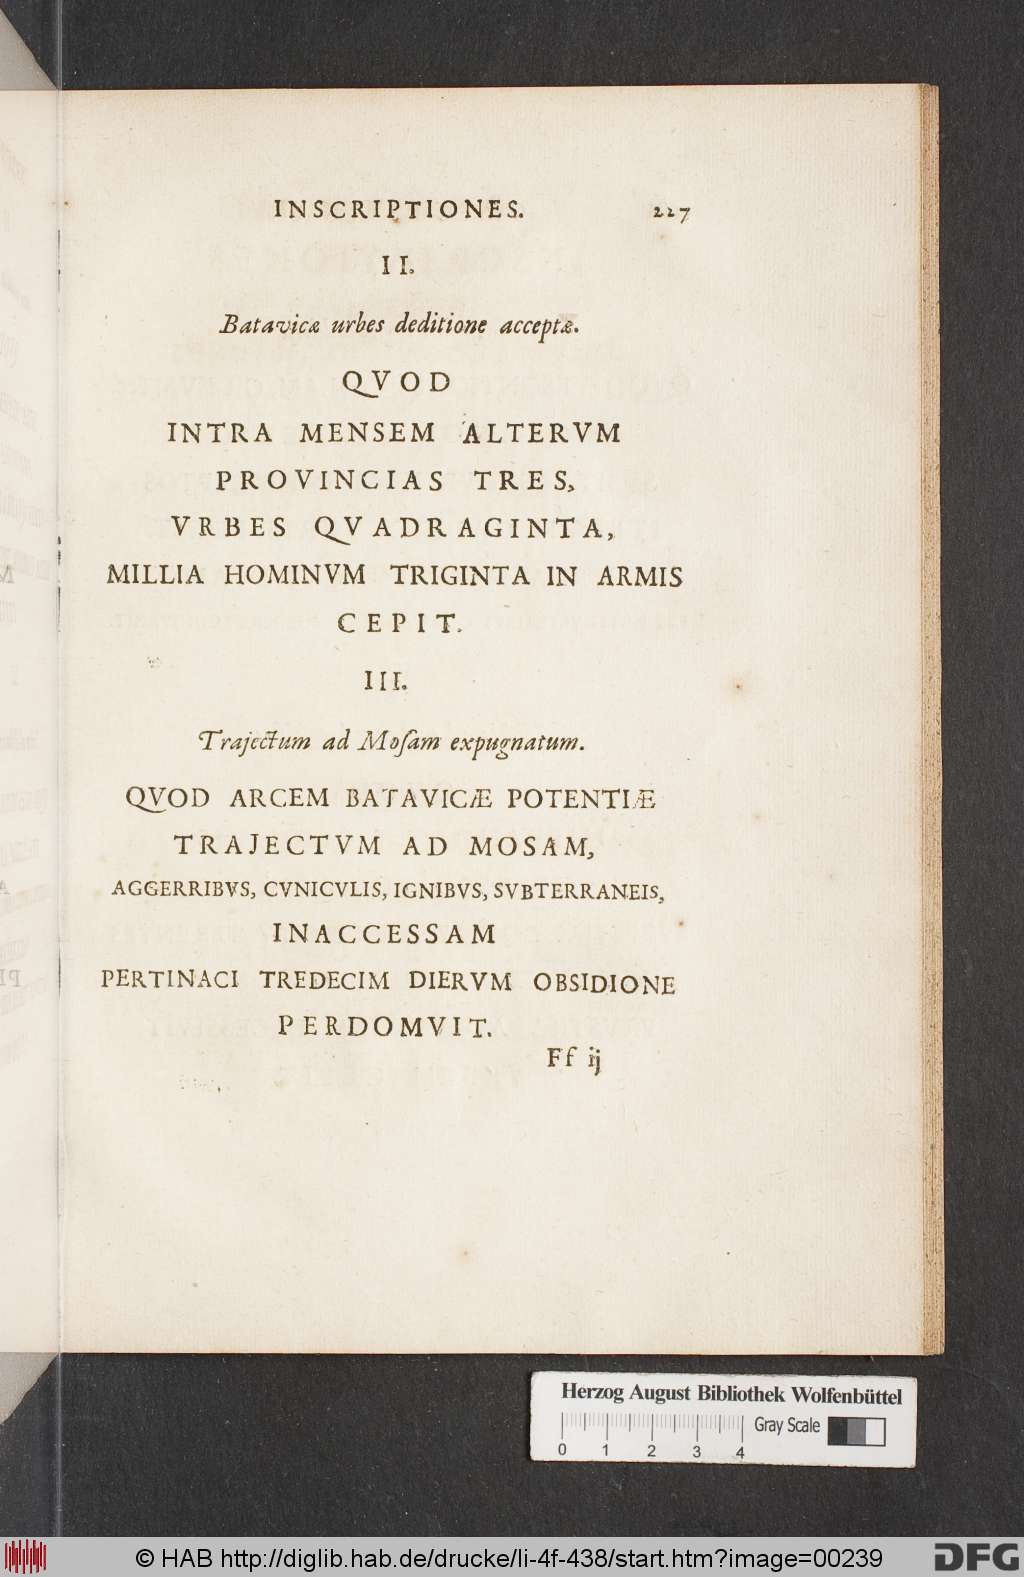 INSCRIPTIONES. 227
II.
Batavicæ urbes deditione acceptæ.
QVOD
INTRA MENSEM ALTERVM
PROVINCIAS TRES,
VRBES QVADRAGINTA,
MILLIA HOMINVM TRIGINTA IN ARMIS
CEPIT.
III.
Trajectum ad Moſam expugnatum.
QVOD ARCEM BATAVICÆ POTENTIÆ
TRAJECTVM AD MOSAM,
AGGERRIBVS, CVNICVLIS, IGNIBVS, SVBTERRANEIS,
INACCESSAM
PERTINACI TREDECIM DIERVM OBSIDIONE
PERDOMVIT.
Ff ij
Herzog August Bibliothek Wolfenbüttel
Gray Scale
0 1 2 3 4
© HAB http://diglib.hab.de/drucke/li-4f-438/start.htm?image=00239
DFG